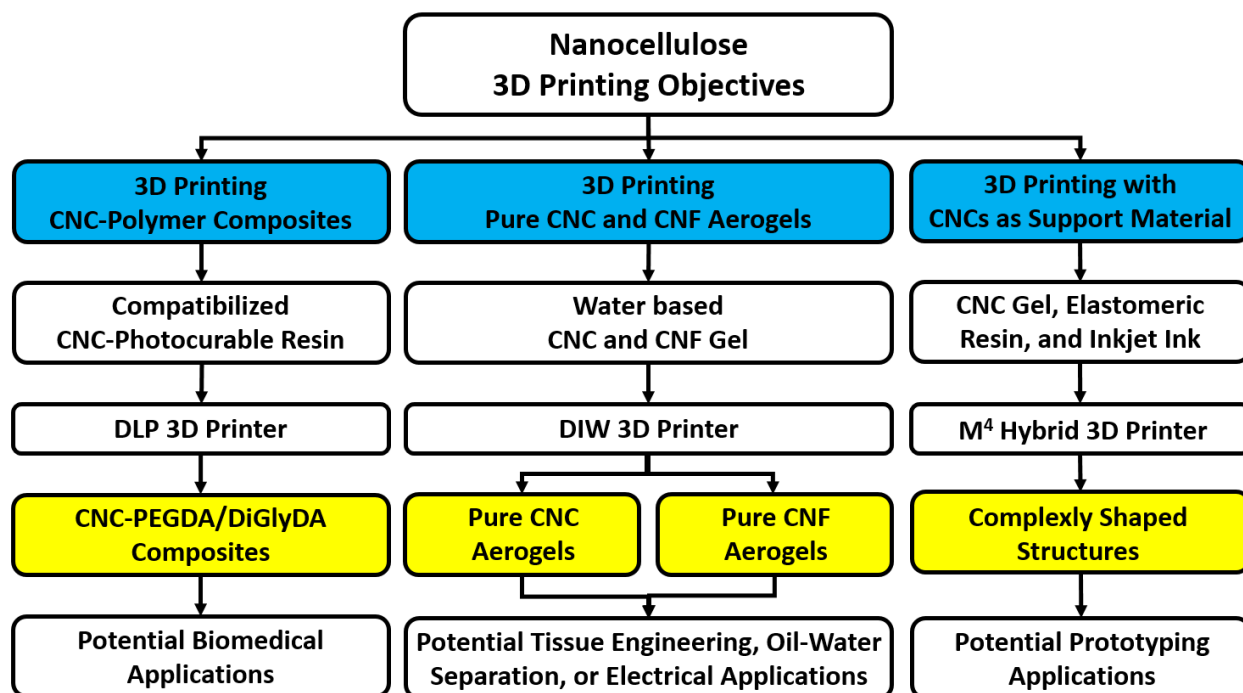 Nanocellulose
3D Printing Objectives
3D Printing
CNC-Polymer Composites
3D Printing
Pure CNC and CNF Aerogels
3D Printing with
CNCs as Support Material
Compatibilized
CNC-Photocurable Resin
Water based
CNC and CNF Gel
CNC Gel, Elastomeric
Resin, and Inkjet Ink
DLP 3D Printer
DIW 3D Printer
M⁴ Hybrid 3D Printer
CNC-PEGDA/DiGlyDA
Composites
Pure CNC
Aerogels
Pure CNF
Aerogels
Complexly Shaped
Structures
Potential Biomedical
Applications
Potential Tissue Engineering, Oil-Water
Separation, or Electrical Applications
Potential Prototyping
Applications